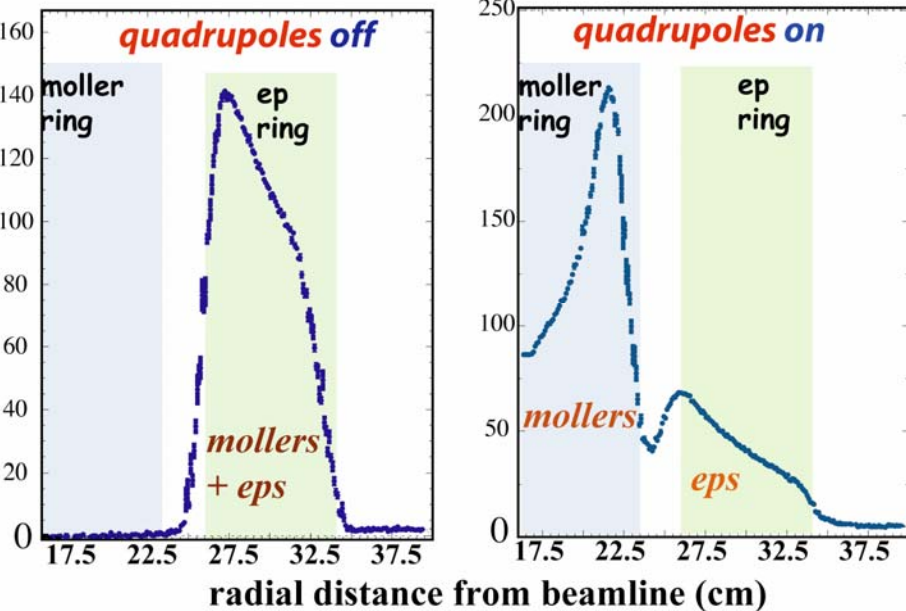 quadrupoles off
160
140
120
100
80
60
40
20
0
moller
ring
ep
ring
mollers
+ eps
17.5 22.5 27.5 32.5 37.5
quadrupoles on
250
200
150
100
50
0
moller
ring
ep
ring
mollers
eps
17.5 22.5 27.5 32.5 37.5
radial distance from beamline (cm)